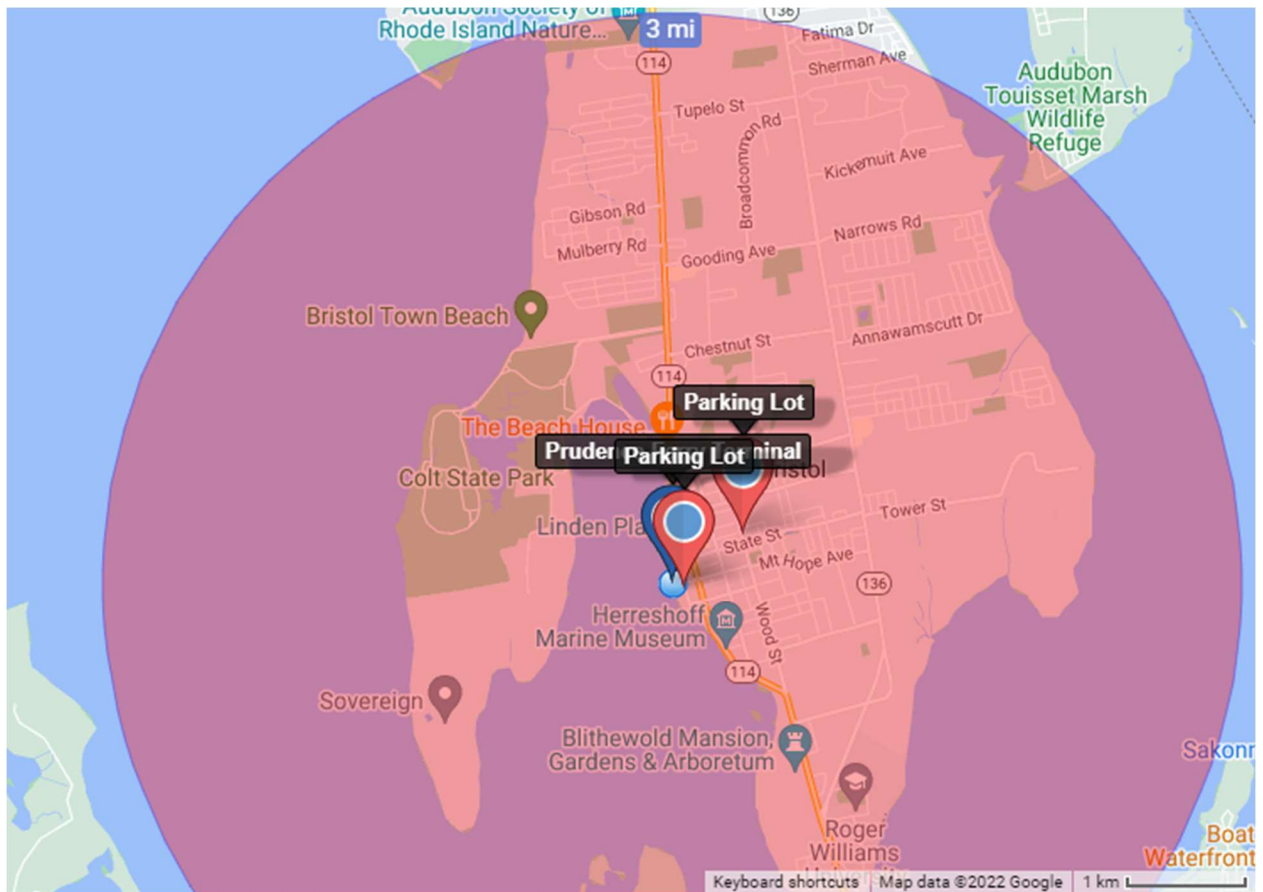 Audubon Society of
Rhode Island Nature...
3 mi
136
Fatima Dr
114
Sherman Ave
Audubon
Touisset Marsh
Wildlife
Refuge
Tupelo St
Broadcommon Rd
Kickemuit Ave
Gibson Rd
Narrows Rd
Mulberry Rd
Gooding Ave
Bristol Town Beach
Annawamscutt Dr
Chestnut St
114
Parking Lot
The Beach House
Parking Lot
Colt State Park
Tower St
State St
Mt Hope Ave
136
Herreshoff
Marine Museum
Wood St
114
Sovereign
Blithewold Mansion,
Gardens & Arboretum
Roger
Williams
University
Boat
Waterfront
Keyboard shortcuts
Map data ©2022 Google
1 km